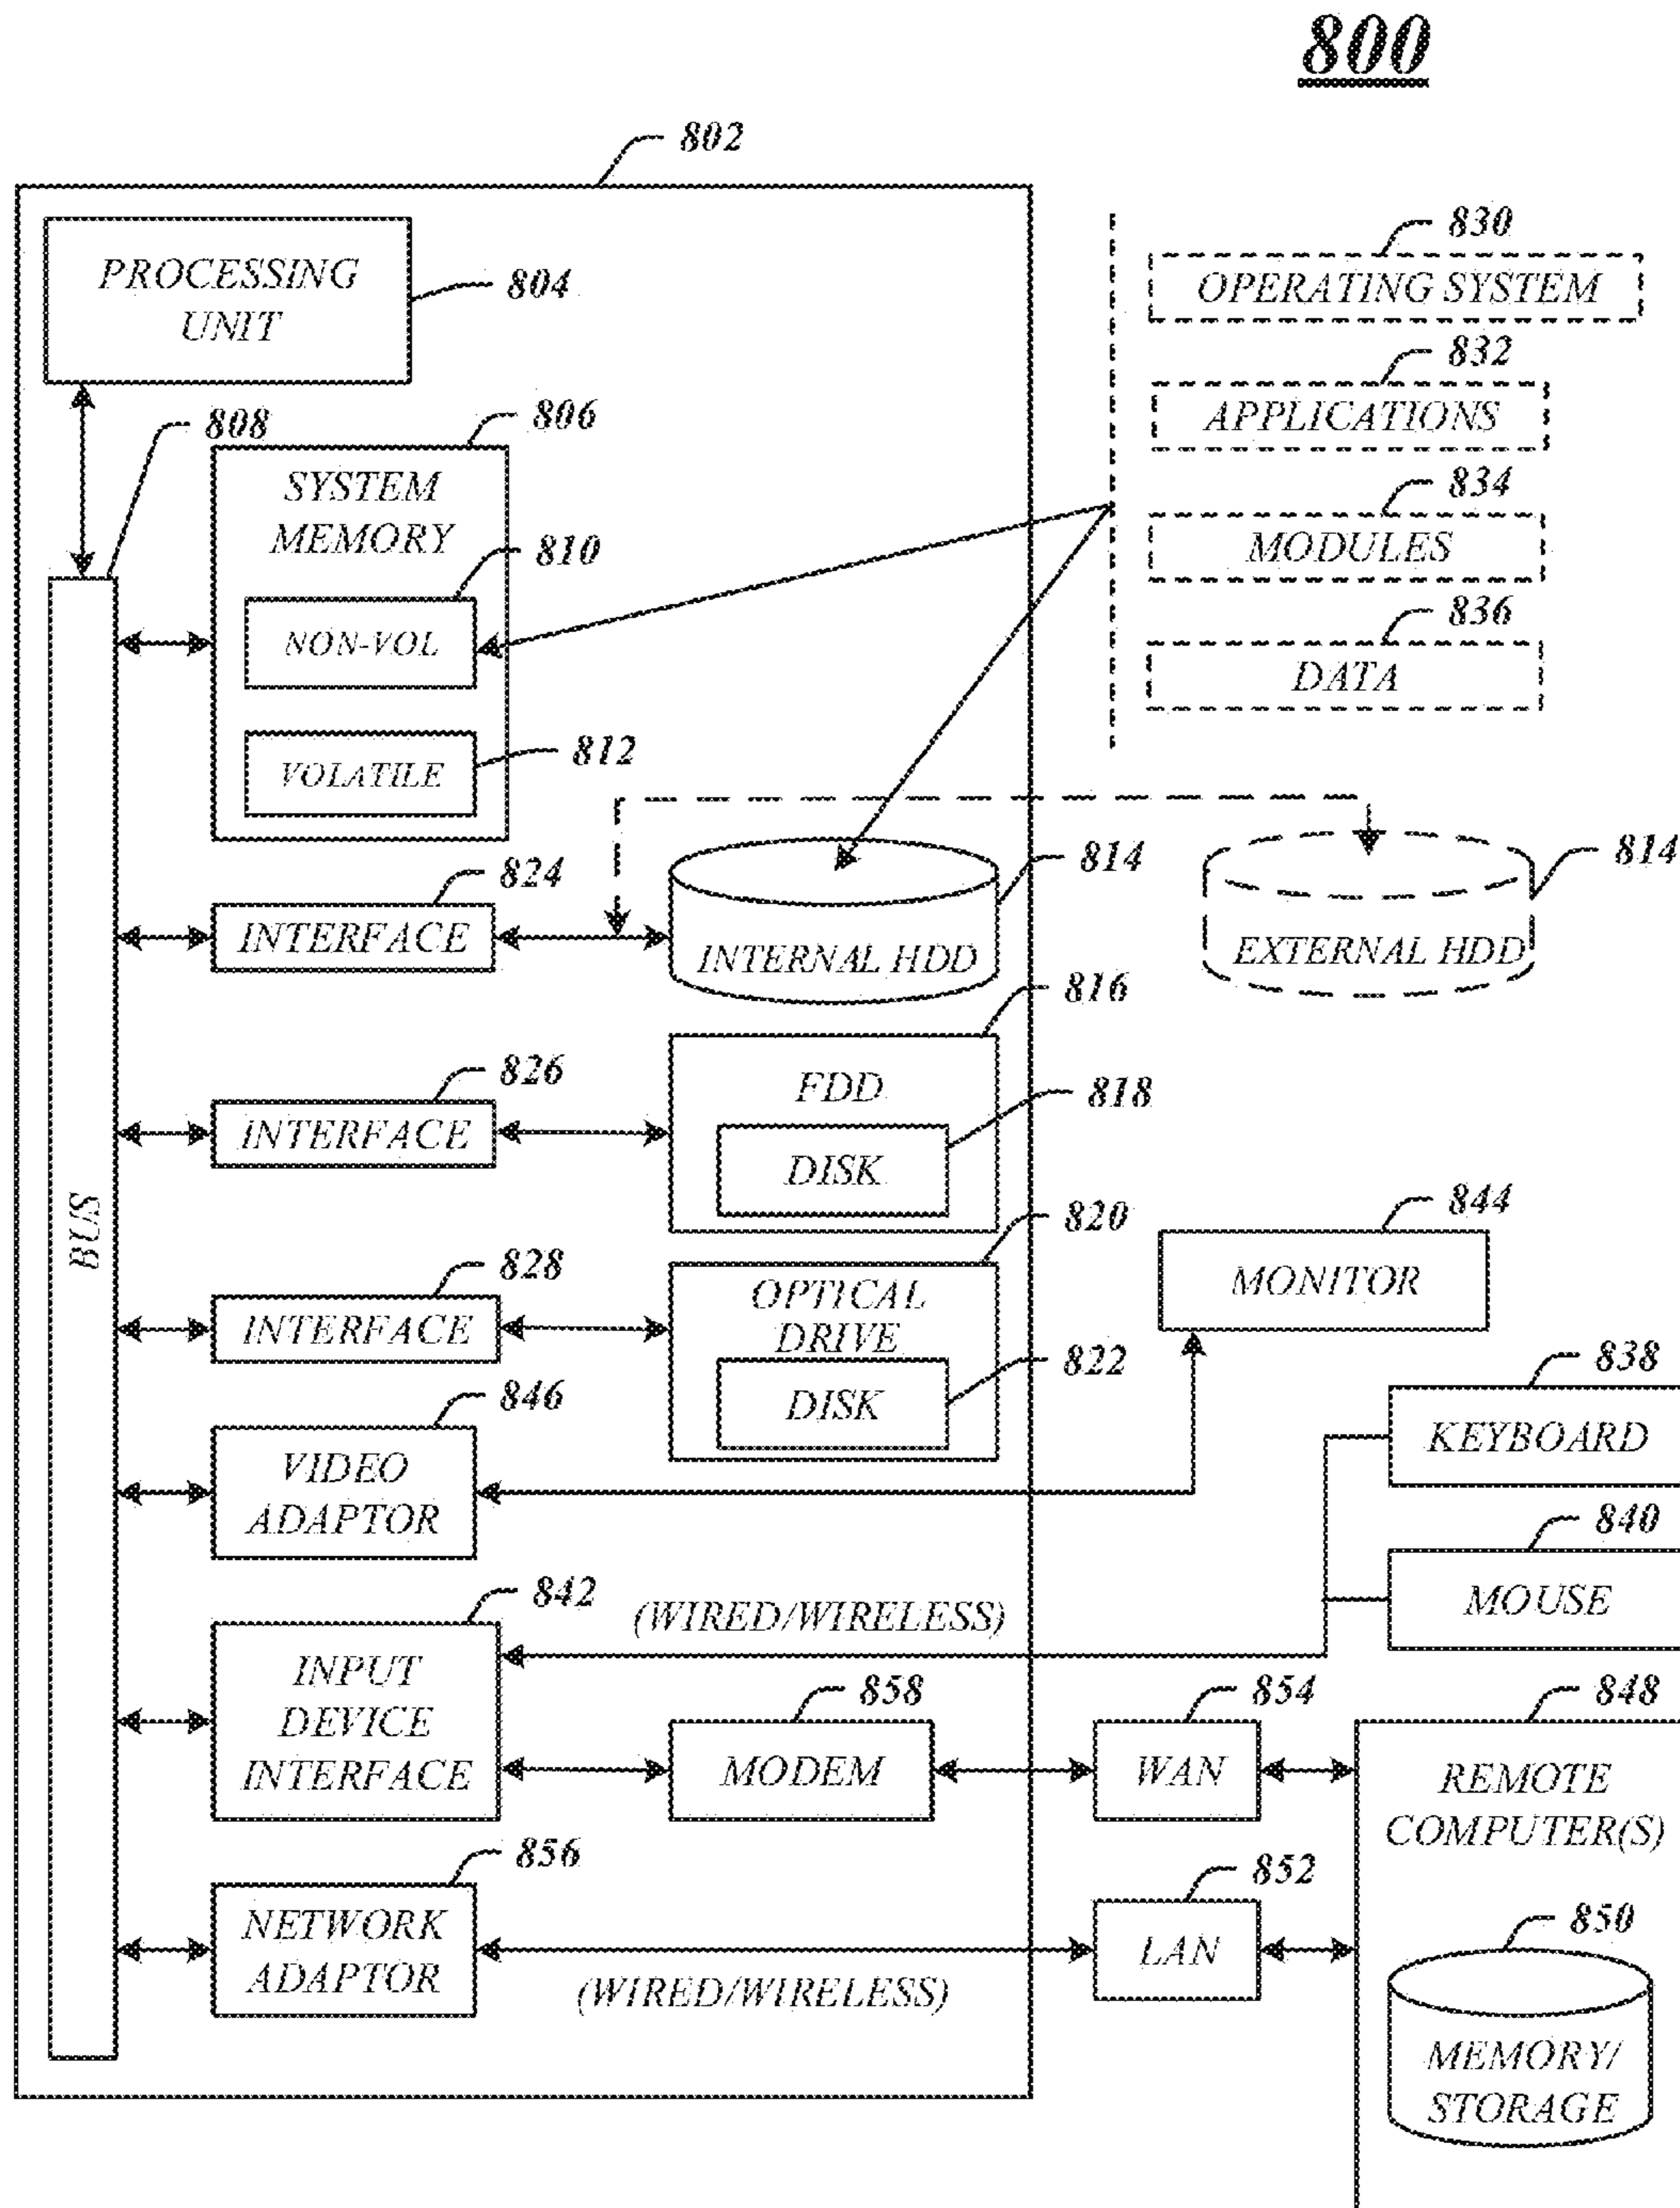 800
802
PROCESSING
UNIT
804
830
OPERATING SYSTEM
832
APPLICATIONS
834
MODULES
836
DATA
808
806
SYSTEM
MEMORY
810
NON-VOL
812
VOLATILE
824
INTERFACE
814
INTERNAL HDD
814
EXTERNAL HDD
816
FDD
818
DISK
826
INTERFACE
BUS
820
OPTICAL
DRIVE
822
DISK
828
INTERFACE
844
MONITOR
838
KEYBOARD
846
VIDEO
ADAPTOR
840
MOUSE
842
INPUT
DEVICE
INTERFACE
(WIRED/WIRELESS)
858
MODEM
854
WAN
848
REMOTE
COMPUTER(S)
856
NETWORK
ADAPTOR
(WIRED/WIRELESS)
852
LAN
850
MEMORY/
STORAGE